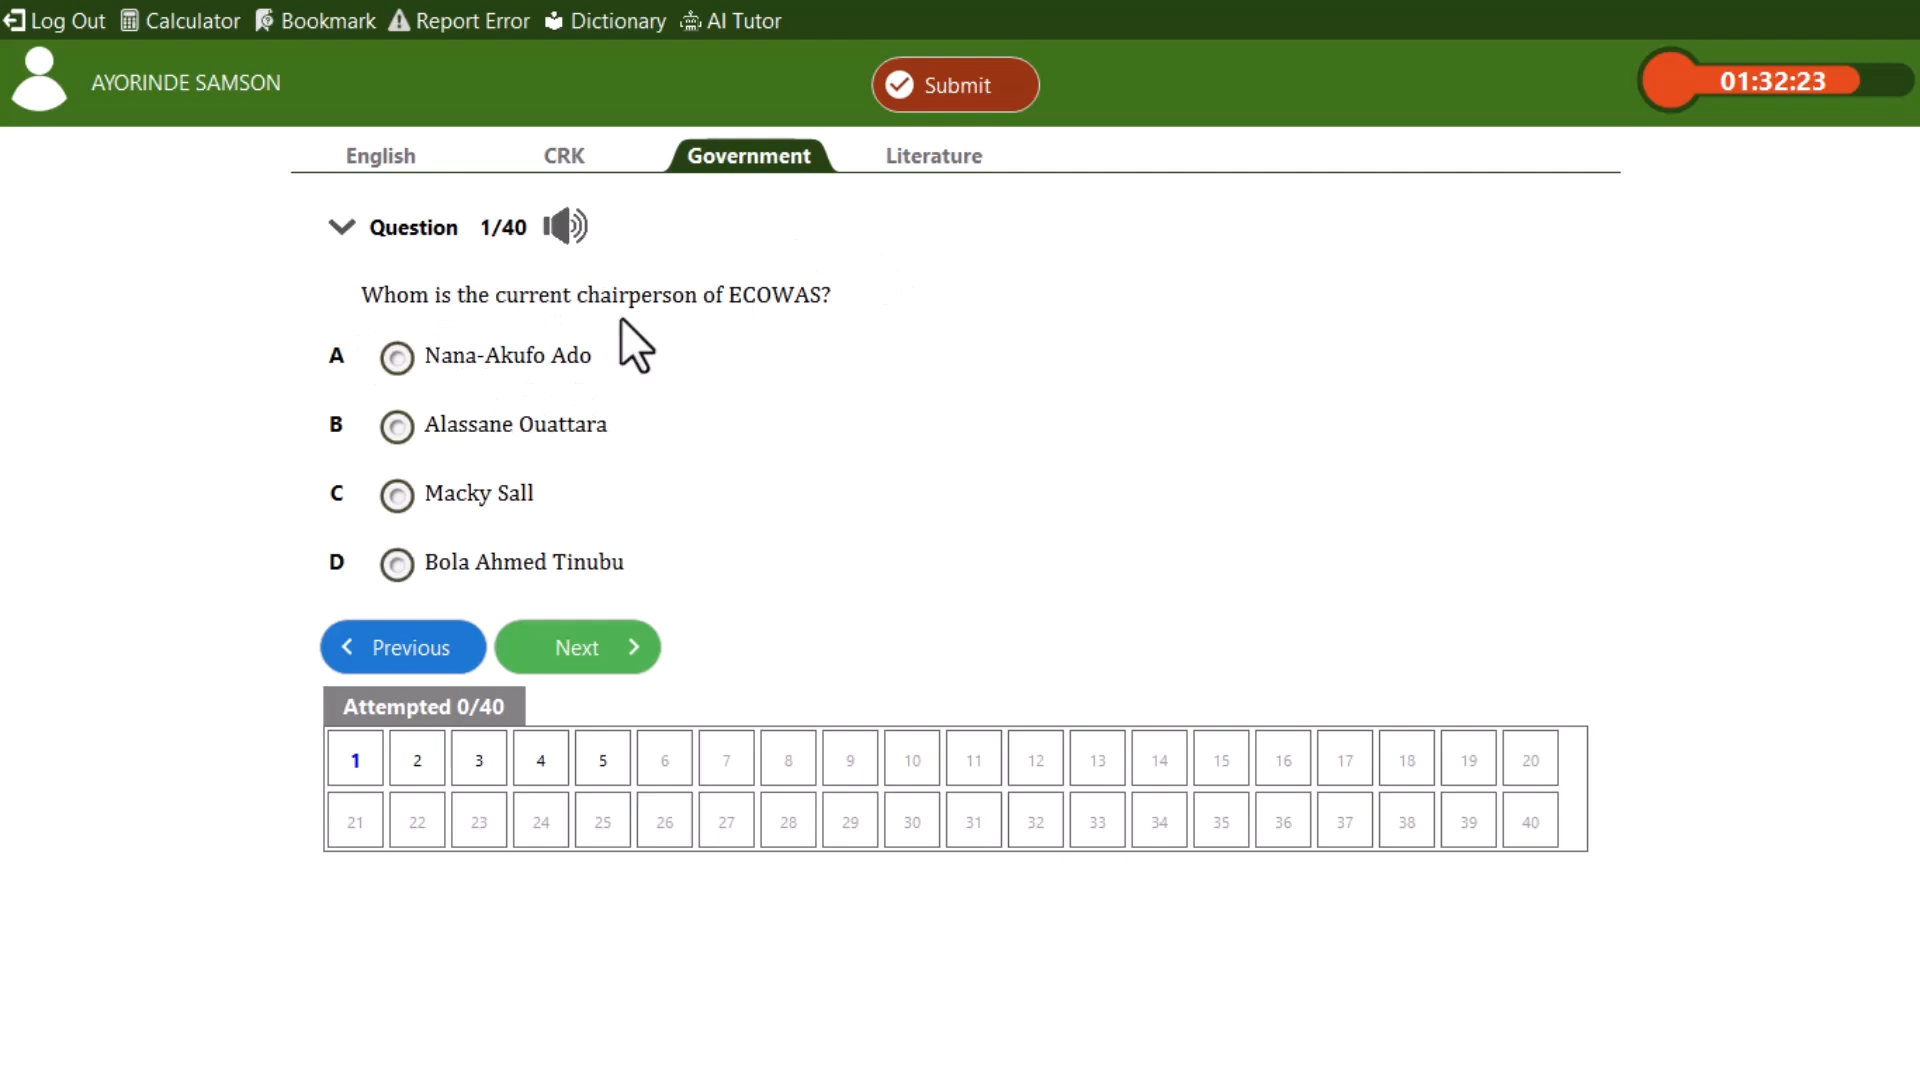 Log Out Calculator Bookmark Report Error Dictionary AI Tutor
AYORINDE SAMSON
Submit
01:32:23
English CRK Government Literature
Question 1/40
Whom is the current chairperson of ECOWAS?
A Nana-Akufo Ado
B Alassane Ouattara
C Macky Sall
D Bola Ahmed Tinubu
Previous Next
Attempted 0/40
1 2 3 4 5 6 7 8 9 10 11 12 13 14 15 16 17 18 19 20
21 22 23 24 25 26 27 28 29 30 31 32 33 34 35 36 37 38 39 40